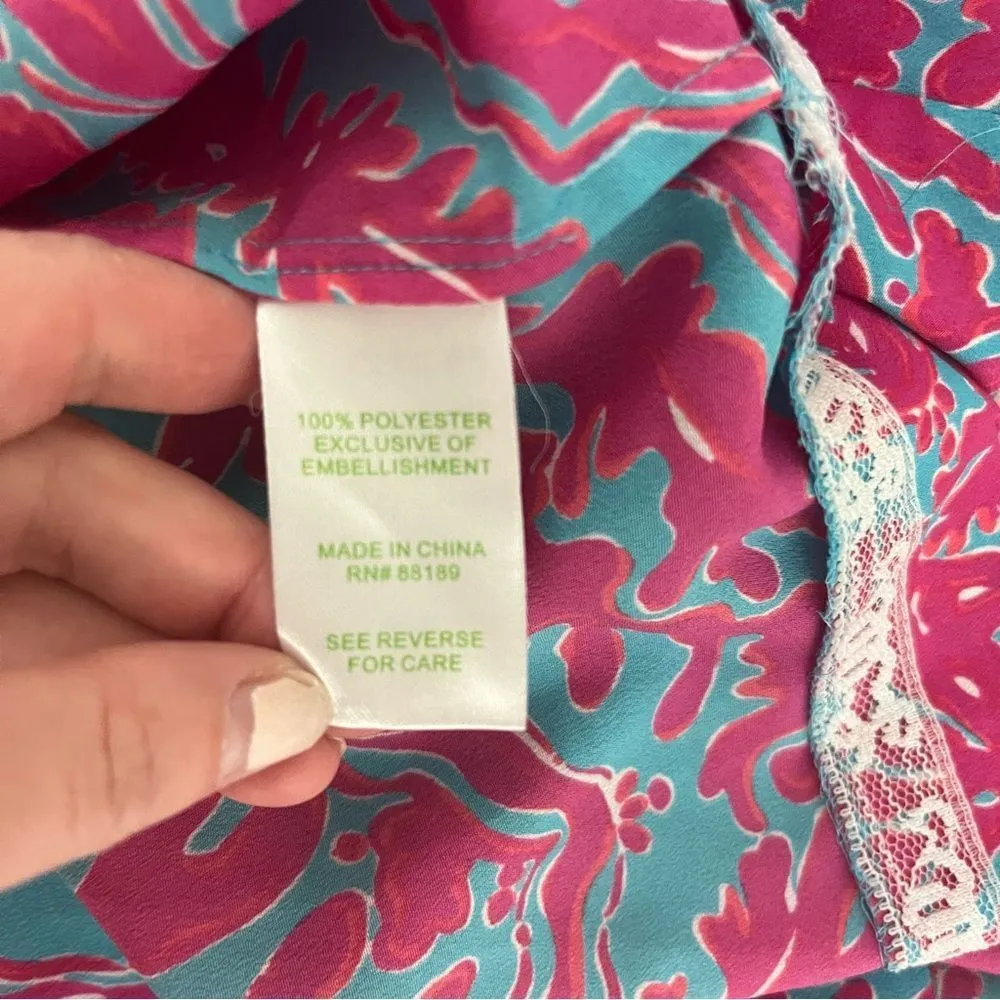 100% POLYESTER
EXCLUSIVE OF
EMBELLISHMENT
MADE IN CHINA
RN# 88189
SEE REVERSE
FOR CARE